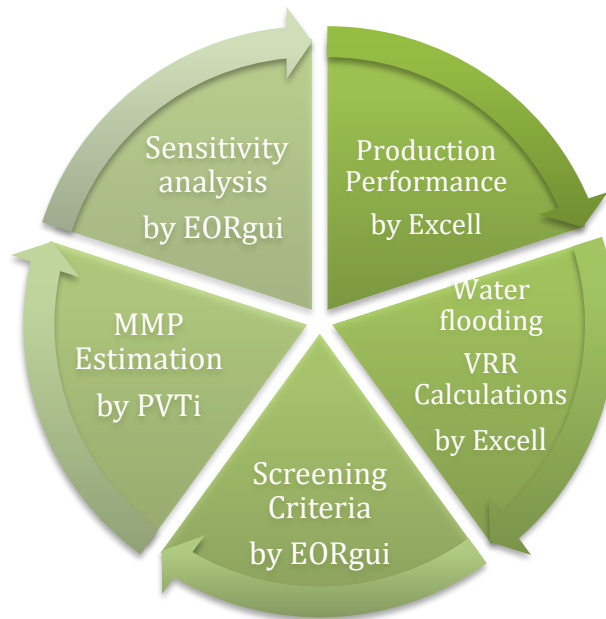 Production
Performance
by Excell
Water
flooding
VRR
Calculations
by Excell
Screening
Criteria
by EORgui
MMP
Estimation
by PVTi
Sensitivity
analysis
by EORgui